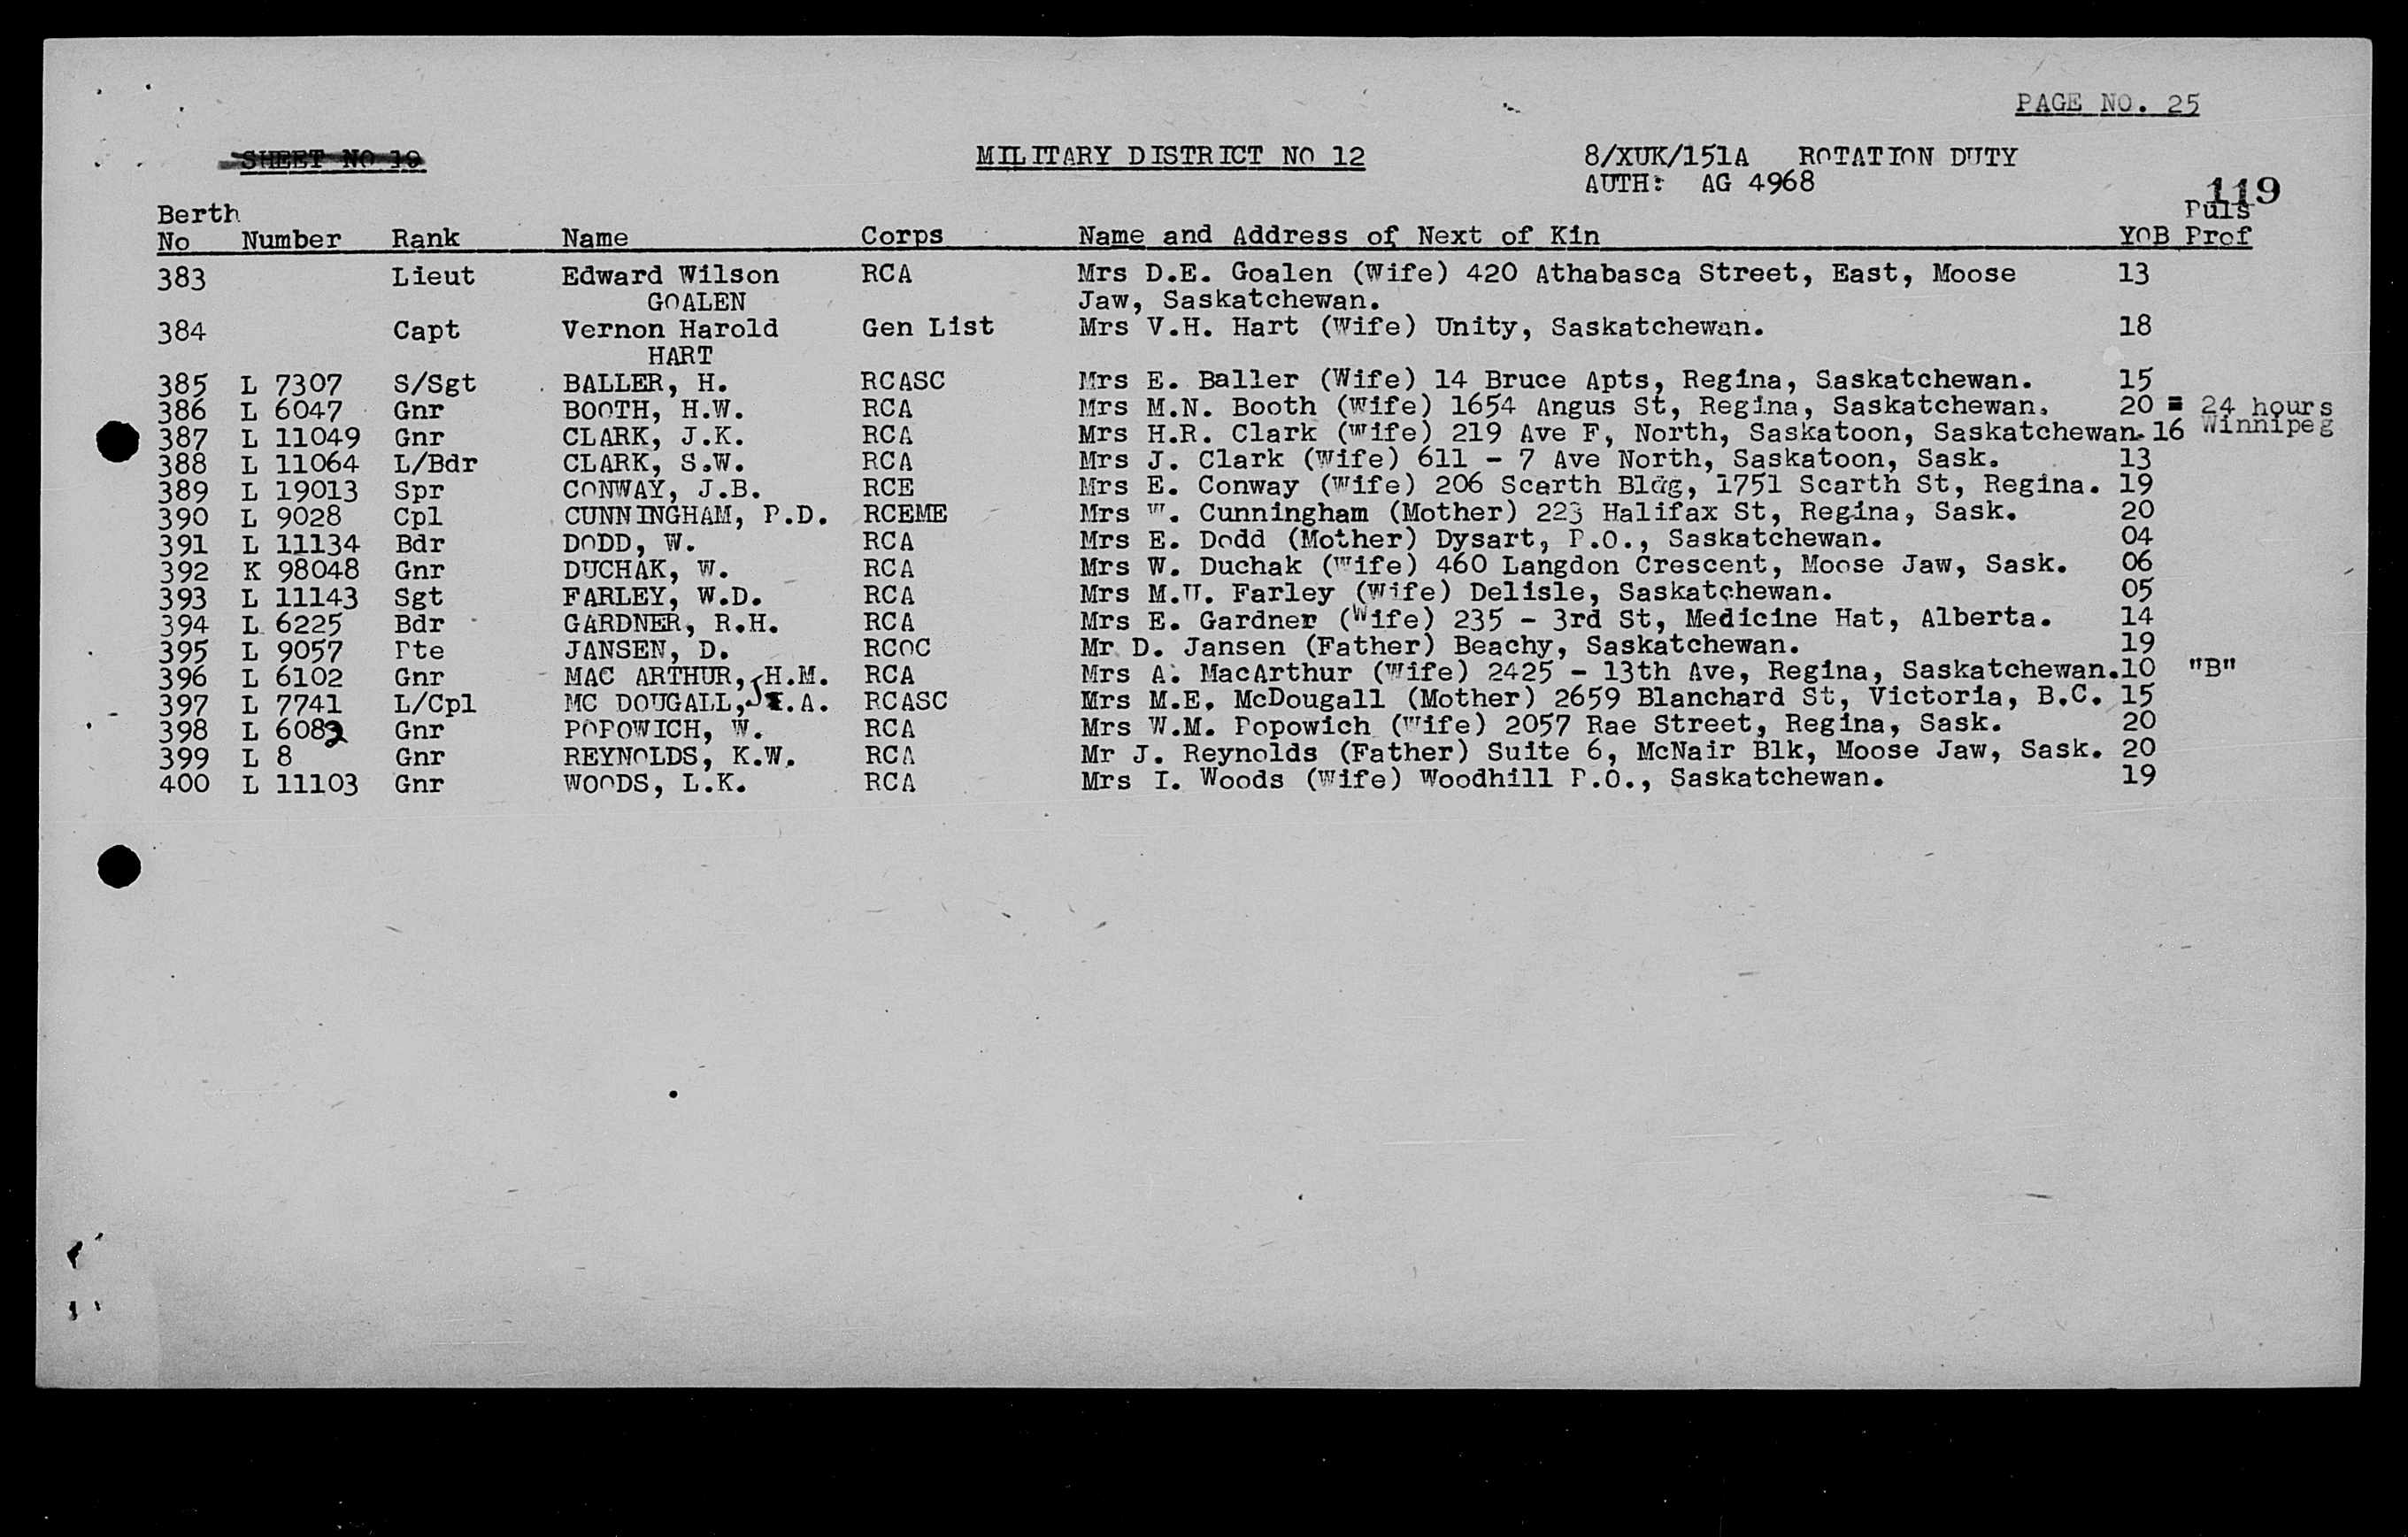 PAGE NO. 25
SHEET NO 19 MILITARY DISTRICT NO 12 8/XUK/151A ROTATION DUTY
AUTH: AG 4968 119
Berth Puls
No Number Rank Name Corps Name and Address of Next of Kin YOB Prof
383 Lieut Edward Wilson RCA Mrs D.E. Goalen (Wife) 420 Athabasca Street, East, Moose 13
GOALEN Jaw, Saskatchewan.
384 Capt Vernon Harold Gen List Mrs V.H. Hart (Wife) Unity, Saskatchewan. 18
HART
385 L 7307 S/Sgt BALLER, H. RCASC Mrs E. Baller (Wife) 14 Bruce Apts, Regina, Saskatchewan. 15
386 L 6047 Gnr BOOTH, H.W. RCA Mrs M.N. Booth (Wife) 1654 Angus St, Regina, Saskatchewan. 20 = 24 hours
387 L 11049 Gnr CLARK, J.K. RCA Mrs H.R. Clark (Wife) 219 Ave F, North, Saskatoon, Saskatchewan. 16 Winnipeg
388 L 11064 L/Bdr CLARK, S.W. RCA Mrs J. Clark (Wife) 611 - 7 Ave North, Saskatoon, Sask. 13
389 L 19013 Spr CONWAY, J.B. RCE Mrs E. Conway (Wife) 206 Scarth Bldg, 1751 Scarth St, Regina. 19
390 L 9028 Cpl CUNNINGHAM, P.D. RCEME Mrs W. Cunningham (Mother) 223 Halifax St, Regina, Sask. 20
391 L 11134 Bdr DODD, W. RCA Mrs E. Dodd (Mother) Dysart, P.O., Saskatchewan. 04
392 K 98048 Gnr DUCHAK, W. RCA Mrs W. Duchak (Wife) 460 Langdon Crescent, Moose Jaw, Sask. 06
393 L 11143 Sgt FARLEY, W.D. RCA Mrs M.U. Farley (Wife) Delisle, Saskatchewan. 05
394 L 6225 Bdr GARDNER, R.H. RCA Mrs E. Gardner (Wife) 235 - 3rd St, Medicine Hat, Alberta. 14
395 L 9057 Pte JANSEN, D. RCOC Mr D. Jansen (Father) Beachy, Saskatchewan. 19
396 L 6102 Gnr MAC ARTHUR, H.M. RCA Mrs A. MacArthur (Wife) 2425 - 13th Ave, Regina, Saskatchewan. 10 "B"
397 L 7741 L/Cpl MC DOUGALL, J.A. RCASC Mrs M.E. McDougall (Mother) 2659 Blanchard St, Victoria, B.C. 15
398 L 6082 Gnr POPOWICH, W. RCA Mrs W.M. Popowich (Wife) 2057 Rae Street, Regina, Sask. 20
399 L 8 Gnr REYNOLDS, K.W. RCA Mr J. Reynolds (Father) Suite 6, McNair Blk, Moose Jaw, Sask. 20
400 L 11103 Gnr WOODS, L.K. RCA Mrs I. Woods (Wife) Woodhill P.O., Saskatchewan. 19